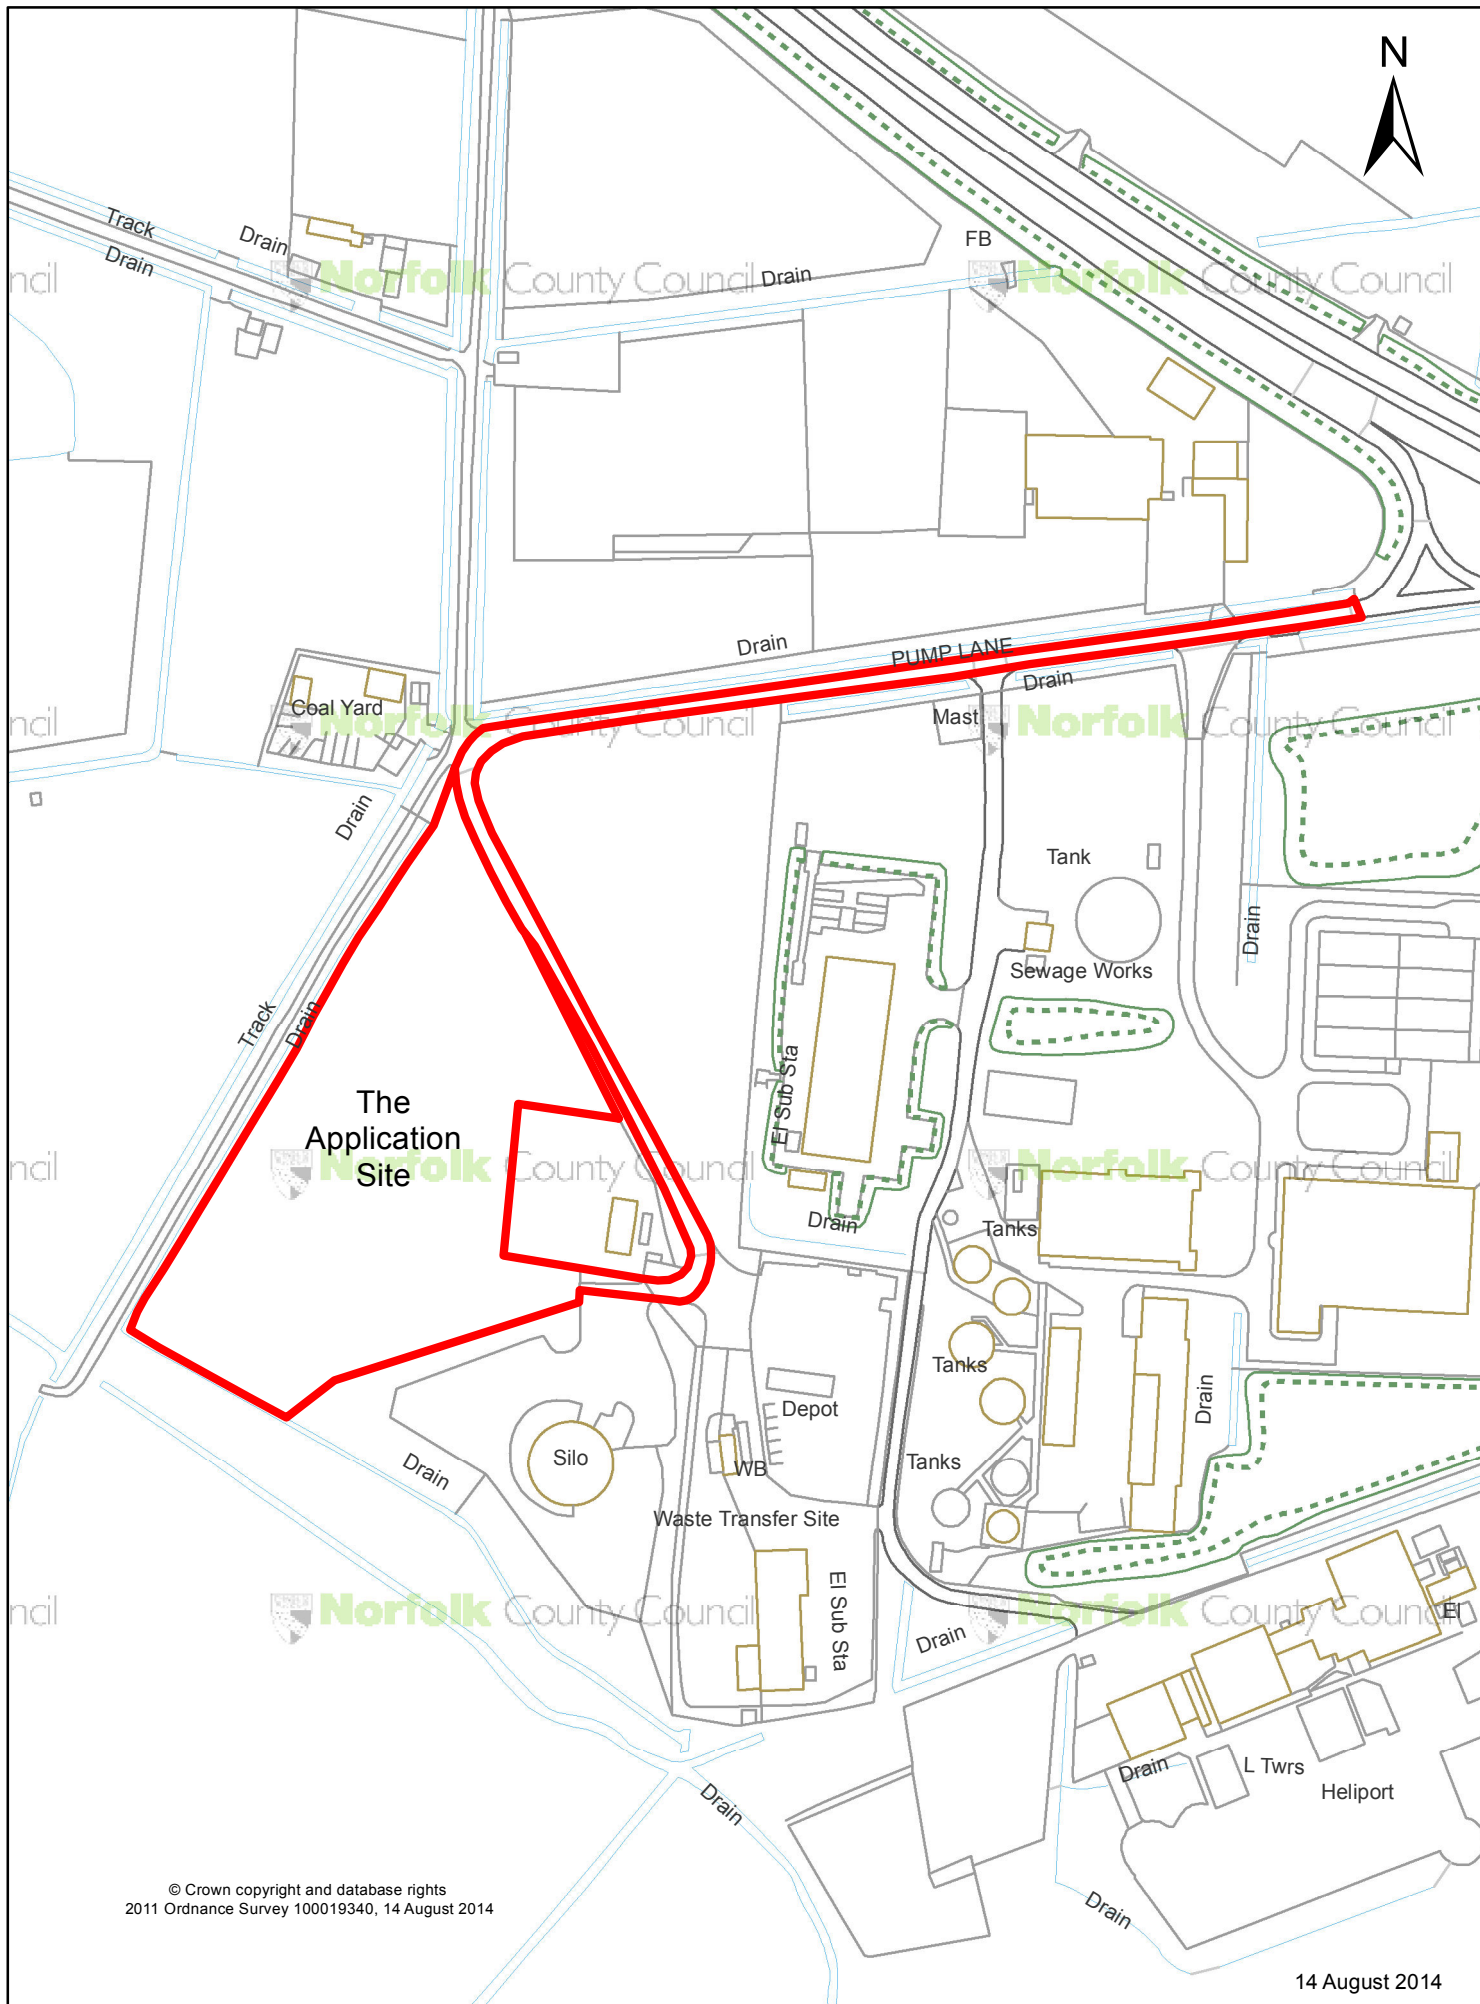 N
Track
Drain
Drain
FB
Drain
ncil
Norfolk County Council
Norfolk County Council
Drain
PUMP LANE
Drain
Coal Yard
Mast
ncil
Norfolk County Council
Norfolk County Council
Drain
Tank
Drain
Sewage Works
Track
Drain
El Sub Sta
The
Application
Site
ncil
Norfolk County Council
Norfolk County Council
Drain
Tanks
Tanks
Drain
Depot
Silo
Drain
WB
Tanks
Waste Transfer Site
El Sub Sta
ncil
Norfolk County Council
Norfolk County Council
El
Drain
Drain
L Twrs
Heliport
Drain
Drain
© Crown copyright and database rights
2011 Ordnance Survey 100019340, 14 August 2014
14 August 2014